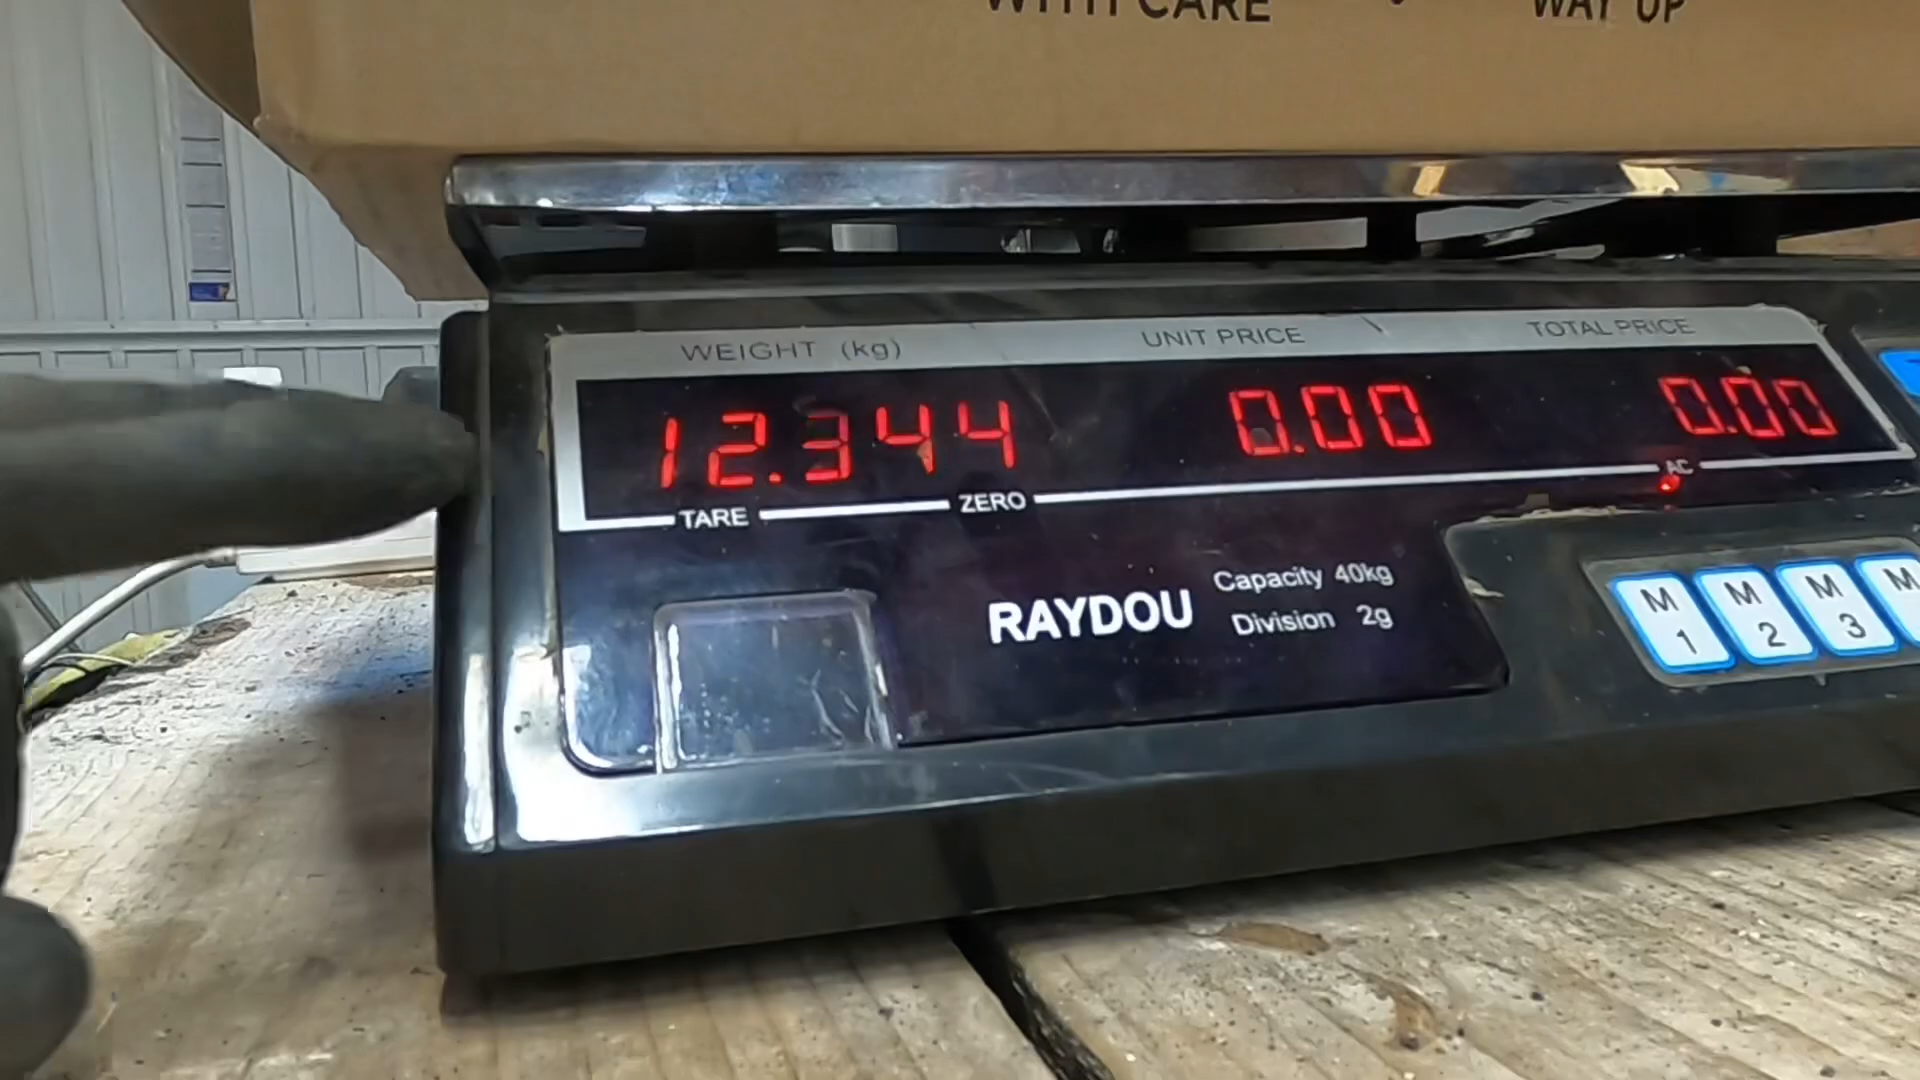 WITH CARE
WAY UP
WEIGHT (kg) UNIT PRICE TOTAL PRICE
12.344 0.00 0.00
TARE ZERO AC
RAYDOU
Capacity 40kg
Division 2g
M 1
M 2
M 3
M